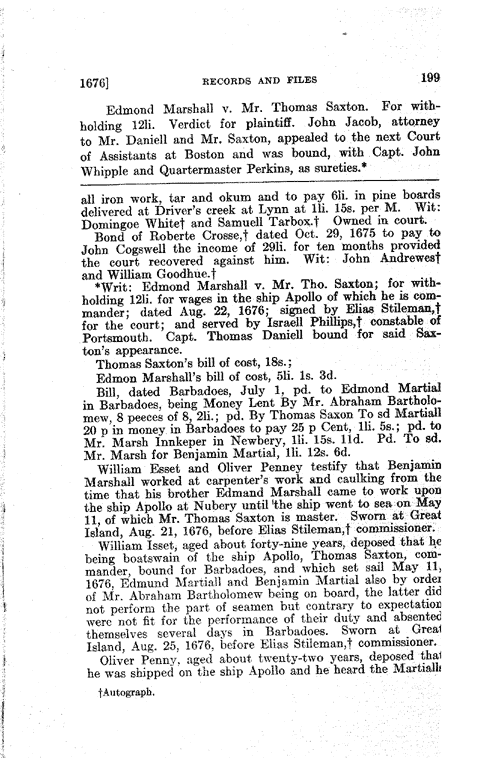 1676] RECORDS AND FILES 199
Edmond Marshall v. Mr. Thomas Saxton. For with-
holding 12li. Verdict for plaintiff. John Jacob, attorney
to Mr. Daniell and Mr. Saxton, appealed to the next Court
of Assistants at Boston and was bound, with Capt. John
Whipple and Quartermaster Perkins, as sureties.*
all iron work, tar and okum and to pay 6li. in pine boards
delivered at Driver's creek at Lynn at 1li. 15s. per M. Wit:
Domingoe White† and Samuell Tarbox.† Owned in court.
Bond of Roberte Crosse,† dated Oct. 29, 1675 to pay to
John Cogswell the income of 29li. for ten months provided
the court recovered against him. Wit: John Andrewes†
and William Goodhue.†
*Writ: Edmond Marshall v. Mr. Tho. Saxton; for with-
holding 12li. for wages in the ship Apollo of which he is com-
mander; dated Aug. 22, 1676; signed by Elias Stileman,†
for the court; and served by Israell Phillips,† constable of
Portsmouth. Capt. Thomas Daniell bound for said Sax-
ton's appearance.
Thomas Saxton's bill of cost, 18s.;
Edmon Marshall's bill of cost, 5li. 1s. 3d.
Bill, dated Barbadoes, July 1, pd. to Edmond Martial
in Barbadoes, being Money Lent By Mr. Abraham Bartholo-
mew, 8 peeces of 8, 2li.; pd. By Thomas Saxon To sd Martiall
20 p in money in Barbadoes to pay 25 p Cent, 1li. 5s.; pd. to
Mr. Marsh Innkeper in Newbery, 1li. 15s. 11d. Pd. To sd.
Mr. Marsh for Benjamin Martial, 1li. 12s. 6d.
William Esset and Oliver Penney testify that Benjamin
Marshall worked at carpenter's work and caulking from the
time that his brother Edmand Marshall came to work upon
the ship Apollo at Nubery until the ship went to sea on May
11, of which Mr. Thomas Saxton is master. Sworn at Great
Island, Aug. 21, 1676, before Elias Stileman,† commissioner.
William Isset, aged about forty-nine years, deposed that he
being boatswain of the ship Apollo, Thomas Saxton, com-
mander, bound for Barbadoes, and which set sail May 11,
1676, Edmund Martiall and Benjamin Martial also by order
of Mr. Abraham Bartholomew being on board, the latter did
not perform the part of seamen but contrary to expectation
were not fit for the performance of their duty and absented
themselves several days in Barbadoes. Sworn at Great
Island, Aug. 25, 1676, before Elias Stileman,† commissioner.
Oliver Penny, aged about twenty-two years, deposed that
he was shipped on the ship Apollo and he heard the Martialls
†Autograph.